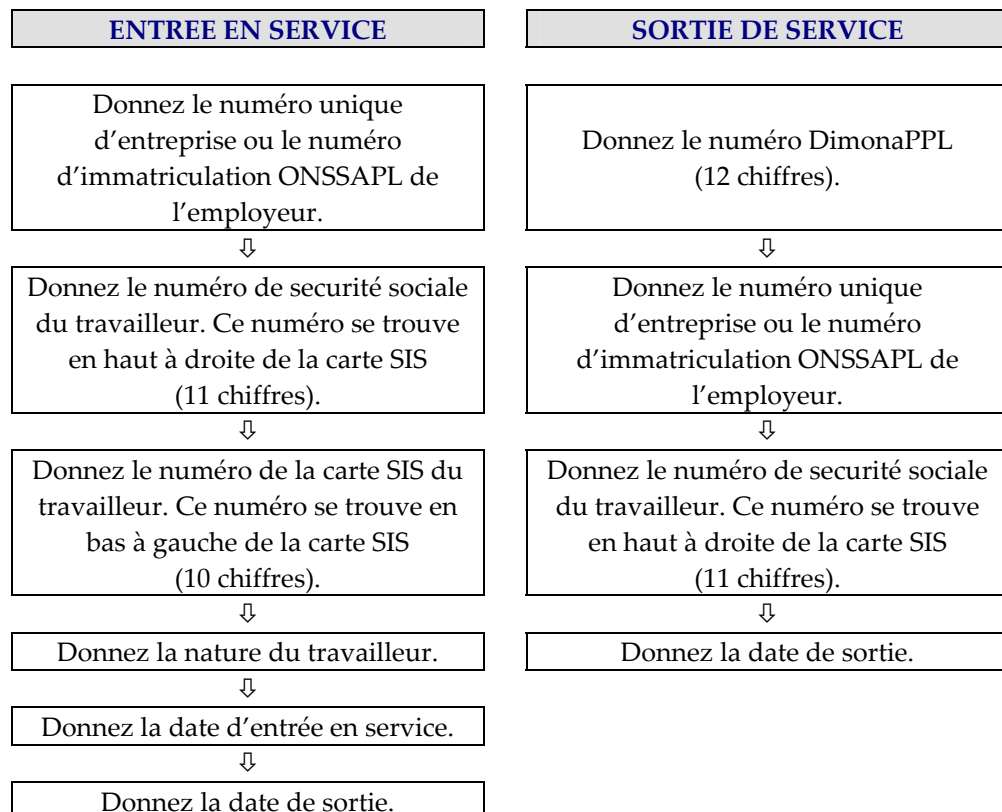 ENTREE EN SERVICE
Donnez le numéro unique
d’entreprise ou le numéro
d’immatriculation ONSSAPL de
l’employeur.
⇩
Donnez le numéro de securité sociale
du travailleur. Ce numéro se trouve
en haut à droite de la carte SIS
(11 chiffres).
⇩
Donnez le numéro de la carte SIS du
travailleur. Ce numéro se trouve en
bas à gauche de la carte SIS
(10 chiffres).
⇩
Donnez la nature du travailleur.
⇩
Donnez la date d’entrée en service.
⇩
Donnez la date de sortie.
SORTIE DE SERVICE
Donnez le numéro DimonaPPL
(12 chiffres).
⇩
Donnez le numéro unique
d’entreprise ou le numéro
d’immatriculation ONSSAPL de
l’employeur.
⇩
Donnez le numéro de securité sociale
du travailleur. Ce numéro se trouve
en haut à droite de la carte SIS
(11 chiffres).
⇩
Donnez la date de sortie.